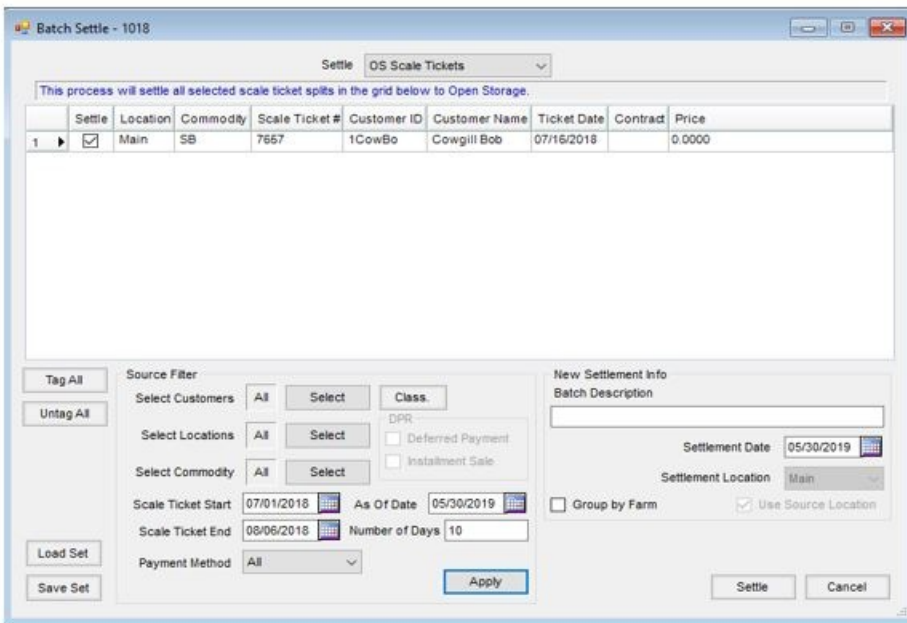 Batch Settle - 1018
Settle OS Scale Tickets
This process will settle all selected scale ticket splits in the grid below to Open Storage.
Settle Location Commodity Scale Ticket # Customer ID Customer Name Ticket Date Contract Price
1 Main SB 7657 1CowBo Cowgill Bob 07/16/2018 0.0000
Tag All
Untag All
Load Set
Save Set
Source Filter
Select Customers All Select Class.
DPR
Deferred Payment
Installment Sale
Select Locations All Select
Select Commodity All Select
Scale Ticket Start 07/01/2018 As Of Date 05/30/2019
Scale Ticket End 08/06/2018 Number of Days 10
Payment Method All
Apply
New Settlement Info
Batch Description
Settlement Date 05/30/2019
Settlement Location Main
Group by Farm Use Source Location
Settle Cancel